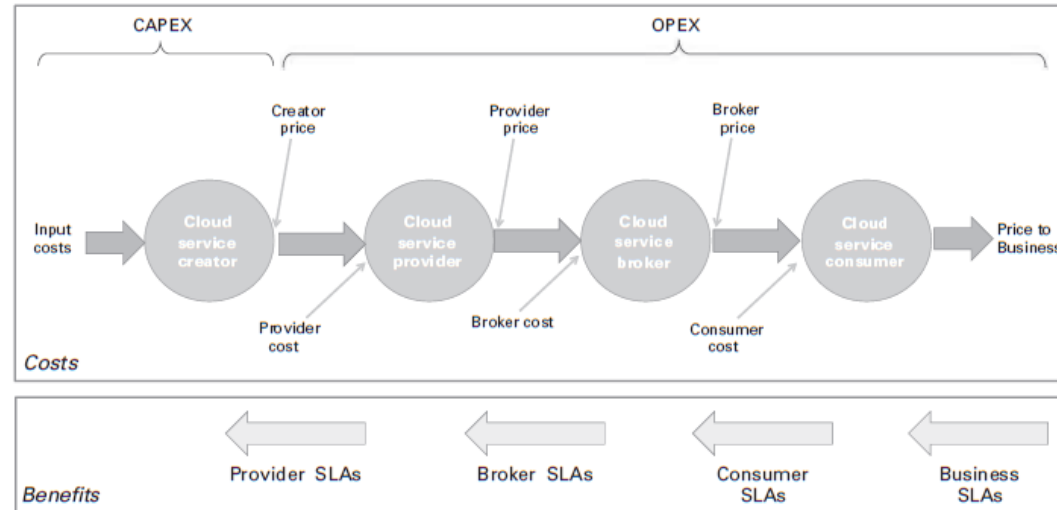 CAPEX
OPEX
Creator
price
Provider
price
Broker
price
Input
costs
Cloud
service
creator
Cloud
service
provider
Cloud
service
broker
Cloud
service
consumer
Price to
Business
Provider
cost
Broker cost
Consumer
cost
Costs
Provider SLAs
Broker SLAs
Consumer
SLAs
Business
SLAs
Benefits